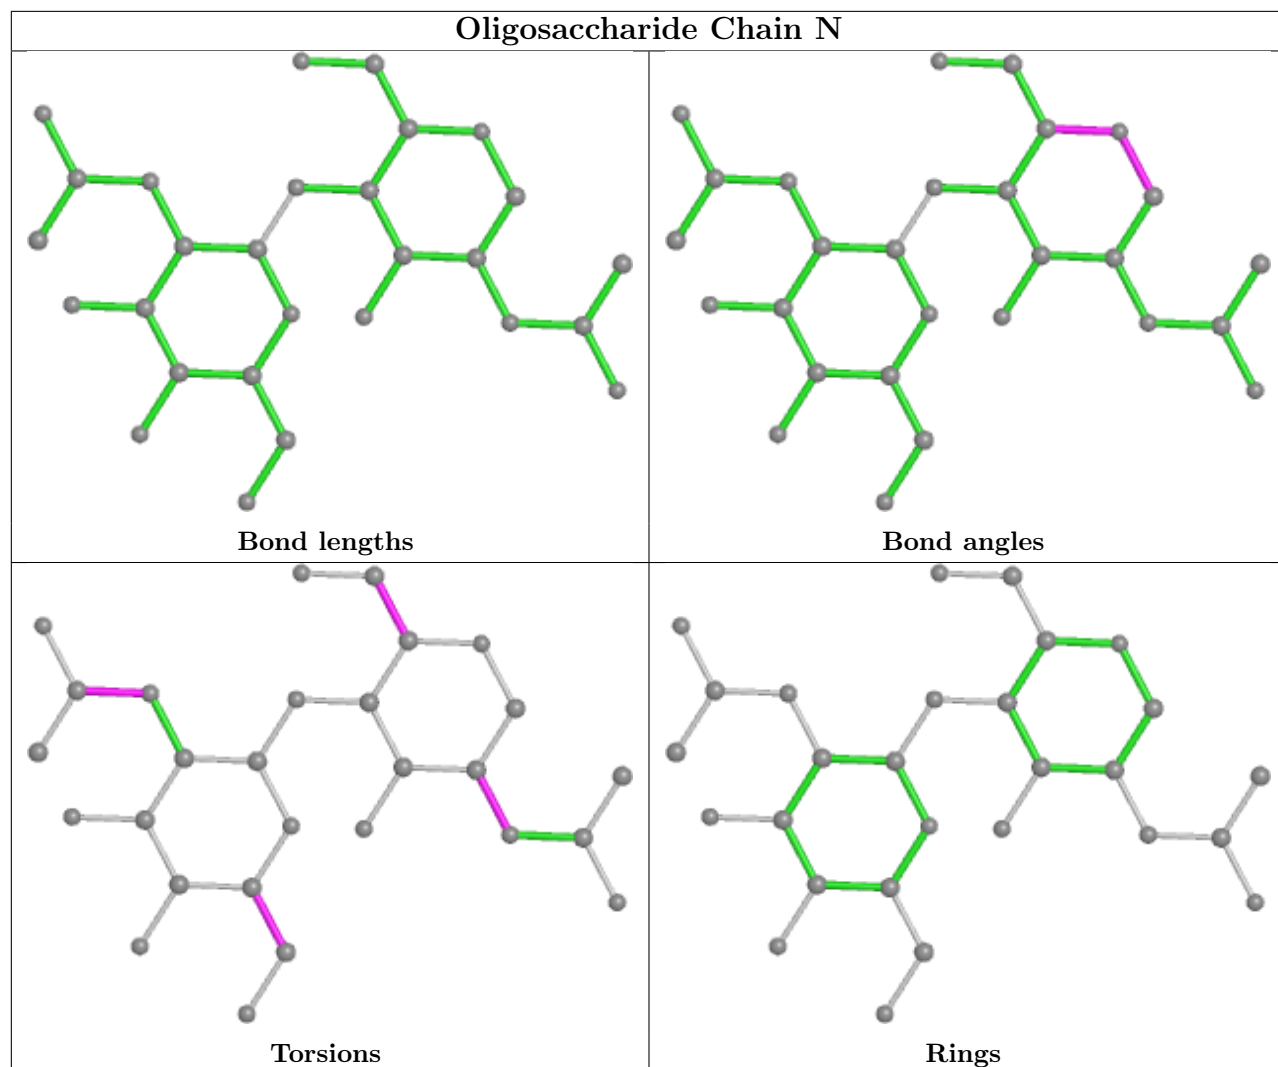 Oligosaccharide Chain N
Bond lengths
Bond angles
Torsions
Rings